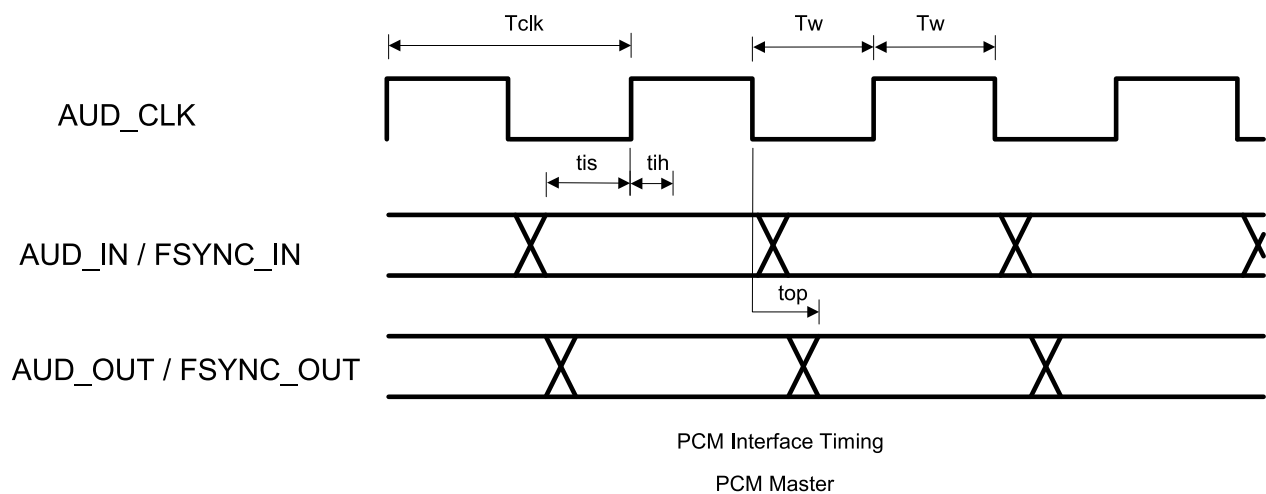 Tclk
Tw
Tw
AUD_CLK
tis
tih
AUD_IN / FSYNC_IN
top
AUD_OUT / FSYNC_OUT
PCM Interface Timing
PCM Master